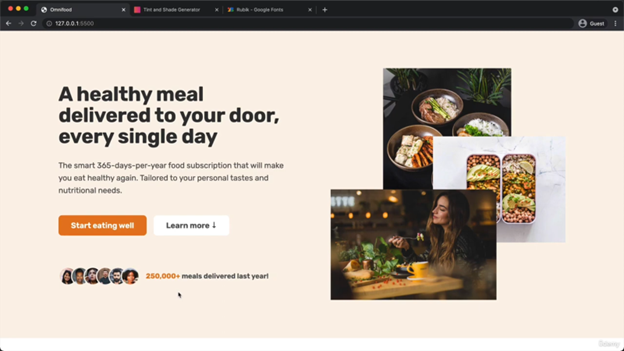 Omnifood
Tint and Shade Generator
Rubik - Google Fonts
127.0.0.1:5500
Guest
A healthy meal
delivered to your door,
every single day
The smart 365-days-per-year food subscription that will make
you eat healthy again. Tailored to your personal tastes and
nutritional needs.
Start eating well
Learn more ↓
250,000+ meals delivered last year!
Udemy